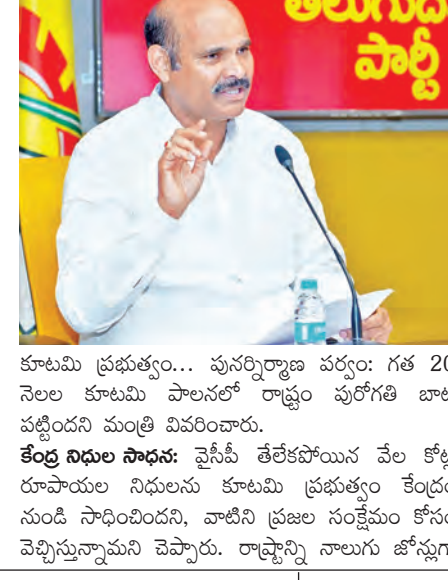 తెలుగుదే
పార్టీ
కూటమి ప్రభుత్వం... పునర్నిర్మాణ పర్వం: గత 20
నెలల కూటమి పాలనలో రాష్ట్రం పురోగతి బాట
పట్టిందని మంత్రి వివరించారు.
కేంద్ర నిధుల సాధన: వైసీపీ తేలేకపోయిన వేల కోట్ల
రూపాయల నిధులను కూటమి ప్రభుత్వం కేంద్రం
నుండి సాధించిందని, వాటిని ప్రజల సంక్షేమం కోసం
వెచ్చిస్తున్నామని చెప్పారు. రాష్ట్రాన్ని నాలుగు జోన్లుగా